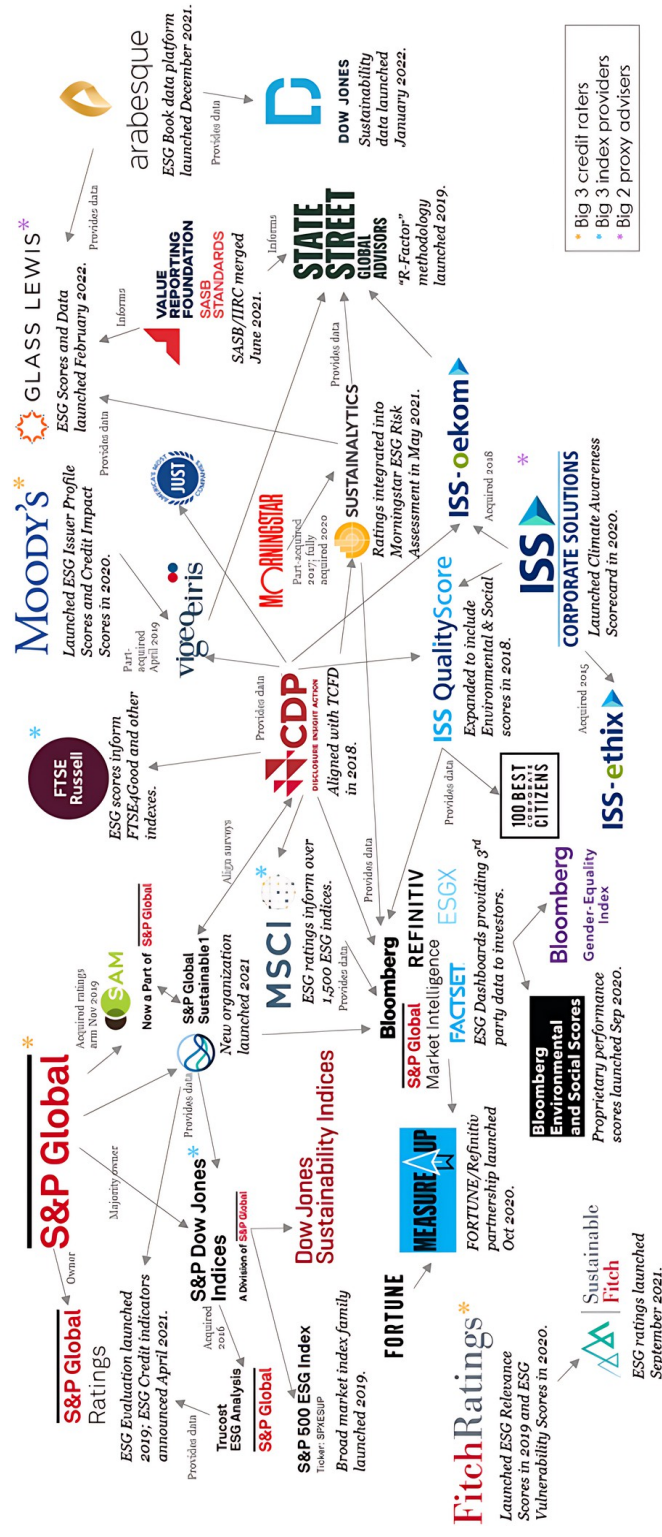 S&P Global*
Owner
Majority owner
Acquired ratings
arm Nov 2019
S&P Global
Ratings
ESG Evaluation launched
2019; ESG Credit indicators
announced April 2021.
Provides data
Trucost
ESG Analysis
S&P Global
Acquired
2016
S&P Dow Jones*
Indices
A Division of S&P Global
Provides data
S&P 500 ESG Index
Ticker: SPXESUP
Broad market index family
launched 2019.
Dow Jones
Sustainability Indices
SAM
Now a Part of S&P Global
S&P Global
Sustainable1
New organization
launched 2021
Align surveys
FTSE
Russell
*
ESG scores inform
FTSE4Good and other
indexes.
MOODY'S*
Launched ESG Issuer Profile
Scores and Credit Impact
Scores in 2020.
Part-
acquired
April 2019
vigeoeiris
GLASS LEWIS*
ESG Scores and Data
launched February 2022.
Provides data
Informs
Provides data
arabesque
ESG Book data platform
launched December 2021.
Provides data
DOW JONES
Sustainability
data launched
January 2022.
VALUE
REPORTING
FOUNDATION
SASB
STANDARDS
SASB/IIRC merged
June 2021.
Informs
AMERICA'S MOST
JUST
COMPANIES
CDP
DISCLOSURE INSIGHT ACTION
Aligned with TCFD
in 2018.
Provides data
MORNINGSTAR
Part-acquired
2017; fully
acquired 2020
SUSTAINALYTICS
Ratings integrated into
Morningstar ESG Risk
Assessment in May 2021.
Provides data
STATE
STREET
GLOBAL
ADVISORS
"R-Factor"
methodology
launched 2019.
MSCI
*
ESG ratings inform over
1,500 ESG indices.
Provides data
Provides data
Bloomberg
S&P Global
Market Intelligence
REFINITIV
FACTSET
ESGX
ESG Dashboards providing 3rd
party data to investors.
FORTUNE
MEASURE UP
FORTUNE/Refinitiv
partnership launched
Oct 2020.
Bloomberg
Environmental
and Social Scores
Proprietary performance
scores launched Sep 2020.
Bloomberg
Gender-Equality
Index
ISS QualityScore
Expanded to include
Environmental & Social
scores in 2018.
Provides data
100 BEST
CORPORATE
CITIZENS
ISS-oekom
Acquired 2018
ISS
*
CORPORATE SOLUTIONS
Launched Climate Awareness
Scorecard in 2020.
Acquired 2015
ISS-ethix
FitchRatings*
Launched ESG Relevance
Scores in 2019 and ESG
Vulnerability Scores in 2020.
Sustainable
Fitch
ESG ratings launched
September 2021.
* Big 3 credit raters
* Big 3 index providers
* Big 2 proxy advisers